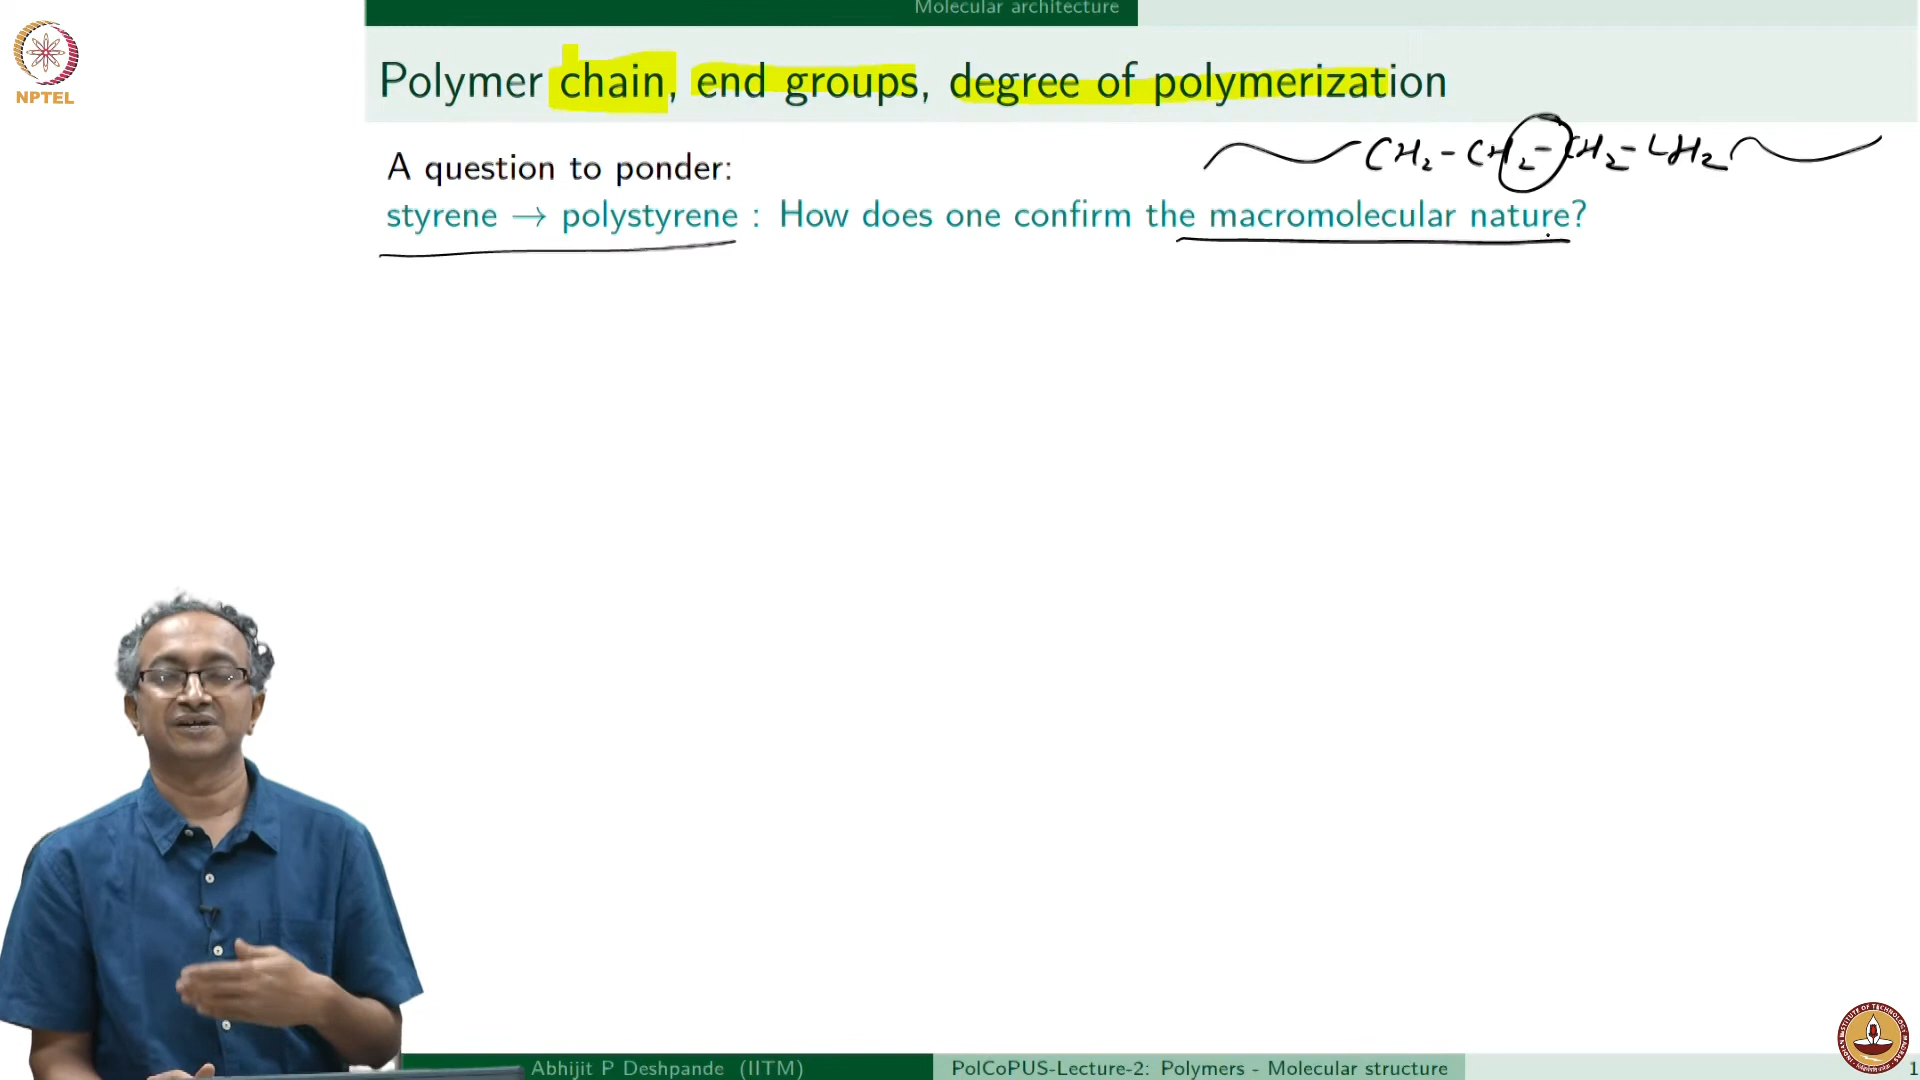 Molecular architecture
NPTEL
Polymer chain, end groups, degree of polymerization
CH2-CH2-CH2-CH2
A question to ponder:
styrene → polystyrene : How does one confirm the macromolecular nature?
Abhijit P Deshpande (IITM)
PolCoPUS-Lecture-2: Polymers - Molecular structure
1